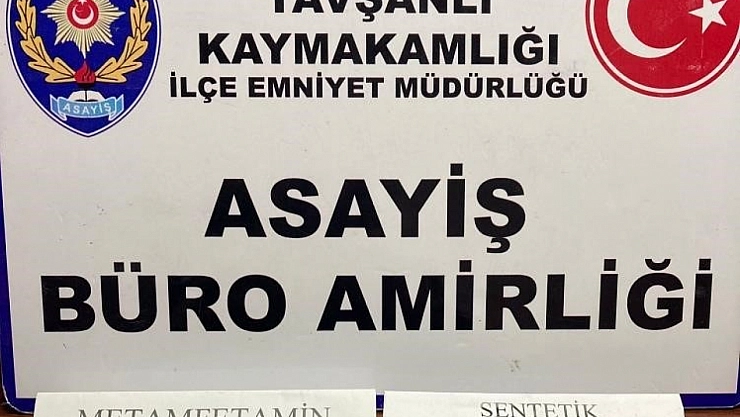 TAVŞANLI
KAYMAKAMLIĞI
İLÇE EMNİYET MÜDÜRLÜĞÜ
ASAYİŞ
ASAYİŞ
BÜRO AMİRLİĞİ
METAMFETAMİN
SENTETİK